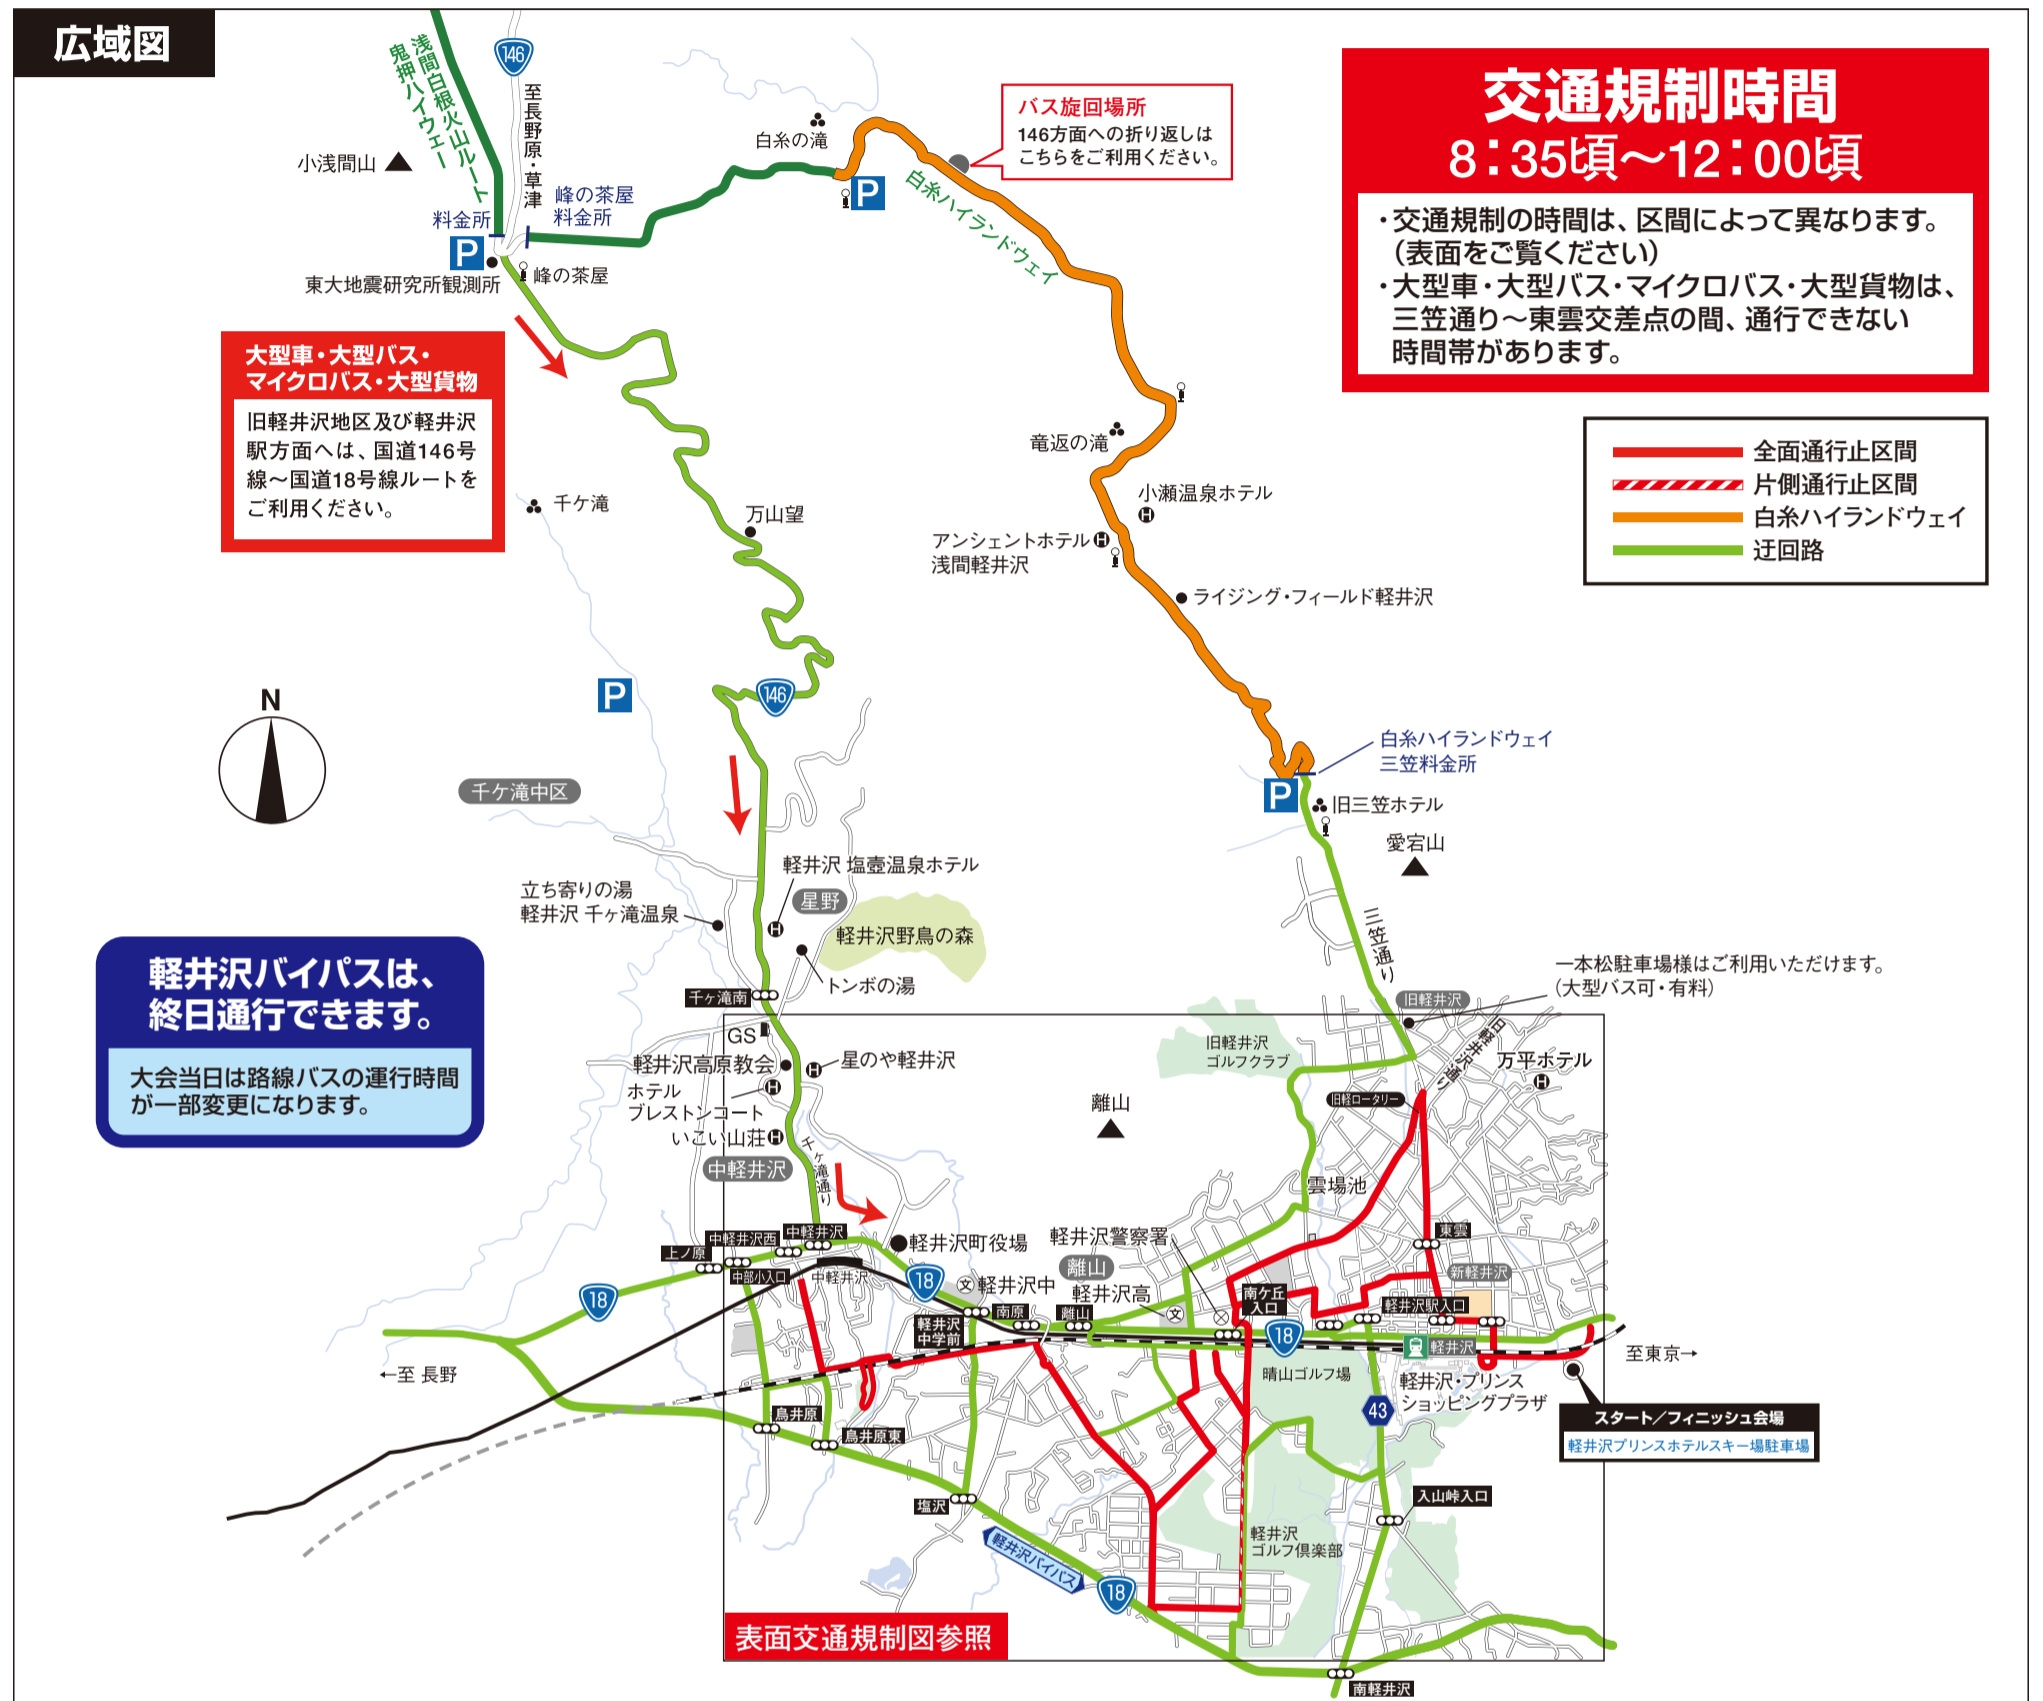 広域図
146
浅間白根火山ルート
鬼押ハイウェー
至長野原・草津
小浅間山
料金所
峰の茶屋
料金所
P
東大地震研究所観測所
峰の茶屋
白糸の滝
P
バス旋回場所
146方面への折り返しは
こちらをご利用ください。
白糸ハイランドウェイ
交通規制時間
8：35頃～12：00頃
・交通規制の時間は、区間によって異なります。
（表面をご覧ください）
・大型車・大型バス・マイクロバス・大型貨物は、
三笠通り～東雲交差点の間、通行できない
時間帯があります。
全面通行止区間
片側通行止区間
白糸ハイランドウェイ
迂回路
大型車・大型バス・
マイクロバス・大型貨物
旧軽井沢地区及び軽井沢
駅方面へは、国道146号
線～国道18号線ルートを
ご利用ください。
千ケ滝
万山望
竜返の滝
小瀬温泉ホテル
H
アンシェントホテル
浅間軽井沢
H
ライジング・フィールド軽井沢
P
146
N
千ケ滝中区
白糸ハイランドウェイ
三笠料金所
P
旧三笠ホテル
愛宕山
三笠通り
軽井沢 塩壺温泉ホテル
H
立ち寄りの湯
軽井沢 千ヶ滝温泉
星野
軽井沢野鳥の森
トンボの湯
千ヶ滝南
軽井沢バイパスは、
終日通行できます。
大会当日は路線バスの運行時間
が一部変更になります。
一本松駐車場様はご利用いただけます。
（大型バス可・有料）
旧軽井沢
旧軽井沢通り
万平ホテル
H
旧軽井沢
ゴルフクラブ
旧軽ロータリー
GS
軽井沢高原教会
星のや軽井沢
H
ホテル
ブレストンコート
H
いこい山荘
H
中軽井沢
千ヶ滝通り
離山
雲場池
東雲
新軽井沢
上ノ原
中軽井沢西
中軽井沢
中部小入口
中軽井沢
軽井沢町役場
軽井沢警察署
離山
文
軽井沢中
軽井沢高
文
18
18
軽井沢
中学前
南原
離山
南ケ丘
入口
18
軽井沢駅入口
軽井沢
←至 長野
至東京→
晴山ゴルフ場
軽井沢・プリンス
ショッピングプラザ
43
スタート／フィニッシュ会場
軽井沢プリンスホテルスキー場駐車場
鳥井原
鳥井原東
塩沢
入山峠入口
軽井沢
ゴルフ倶楽部
軽井沢バイパス
18
表面交通規制図参照
南軽井沢